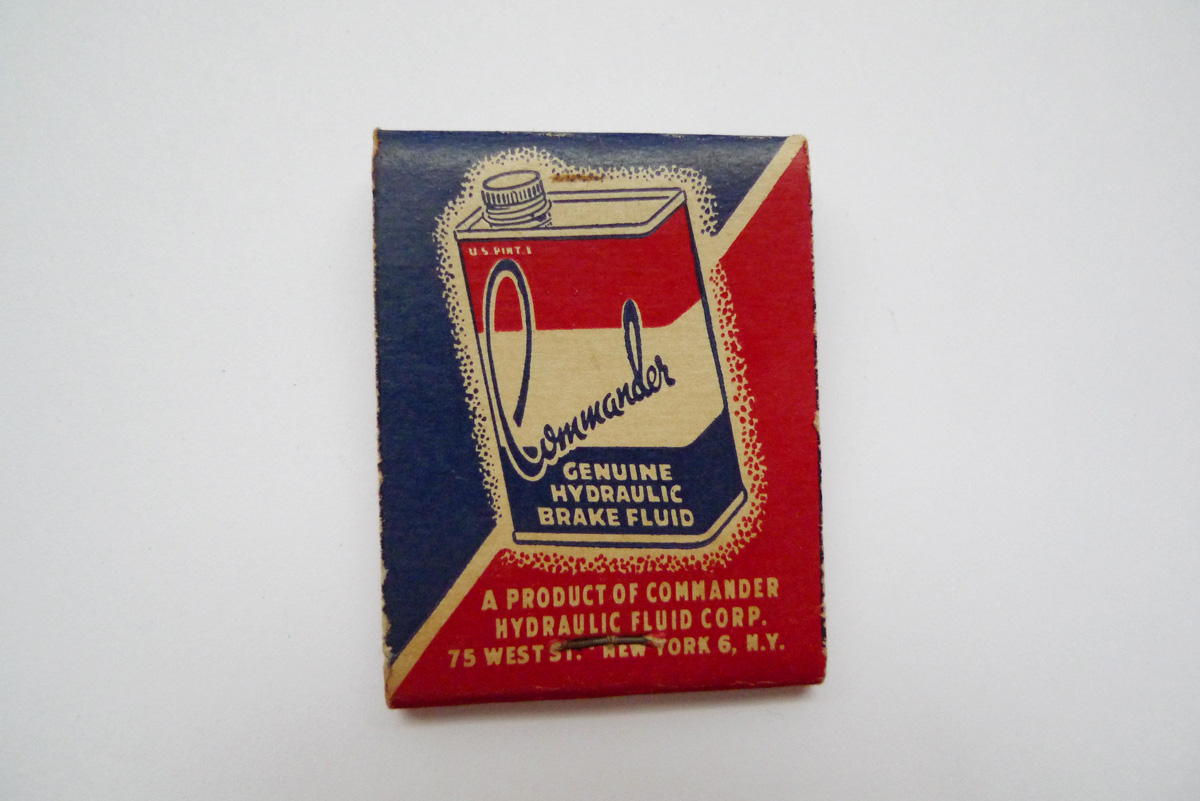 U.S. PINT. 1
Commander
GENUINE
HYDRAULIC
BRAKE FLUID
A PRODUCT OF COMMANDER
HYDRAULIC FLUID CORP.
75 WEST ST. - NEW YORK 6, N.Y.